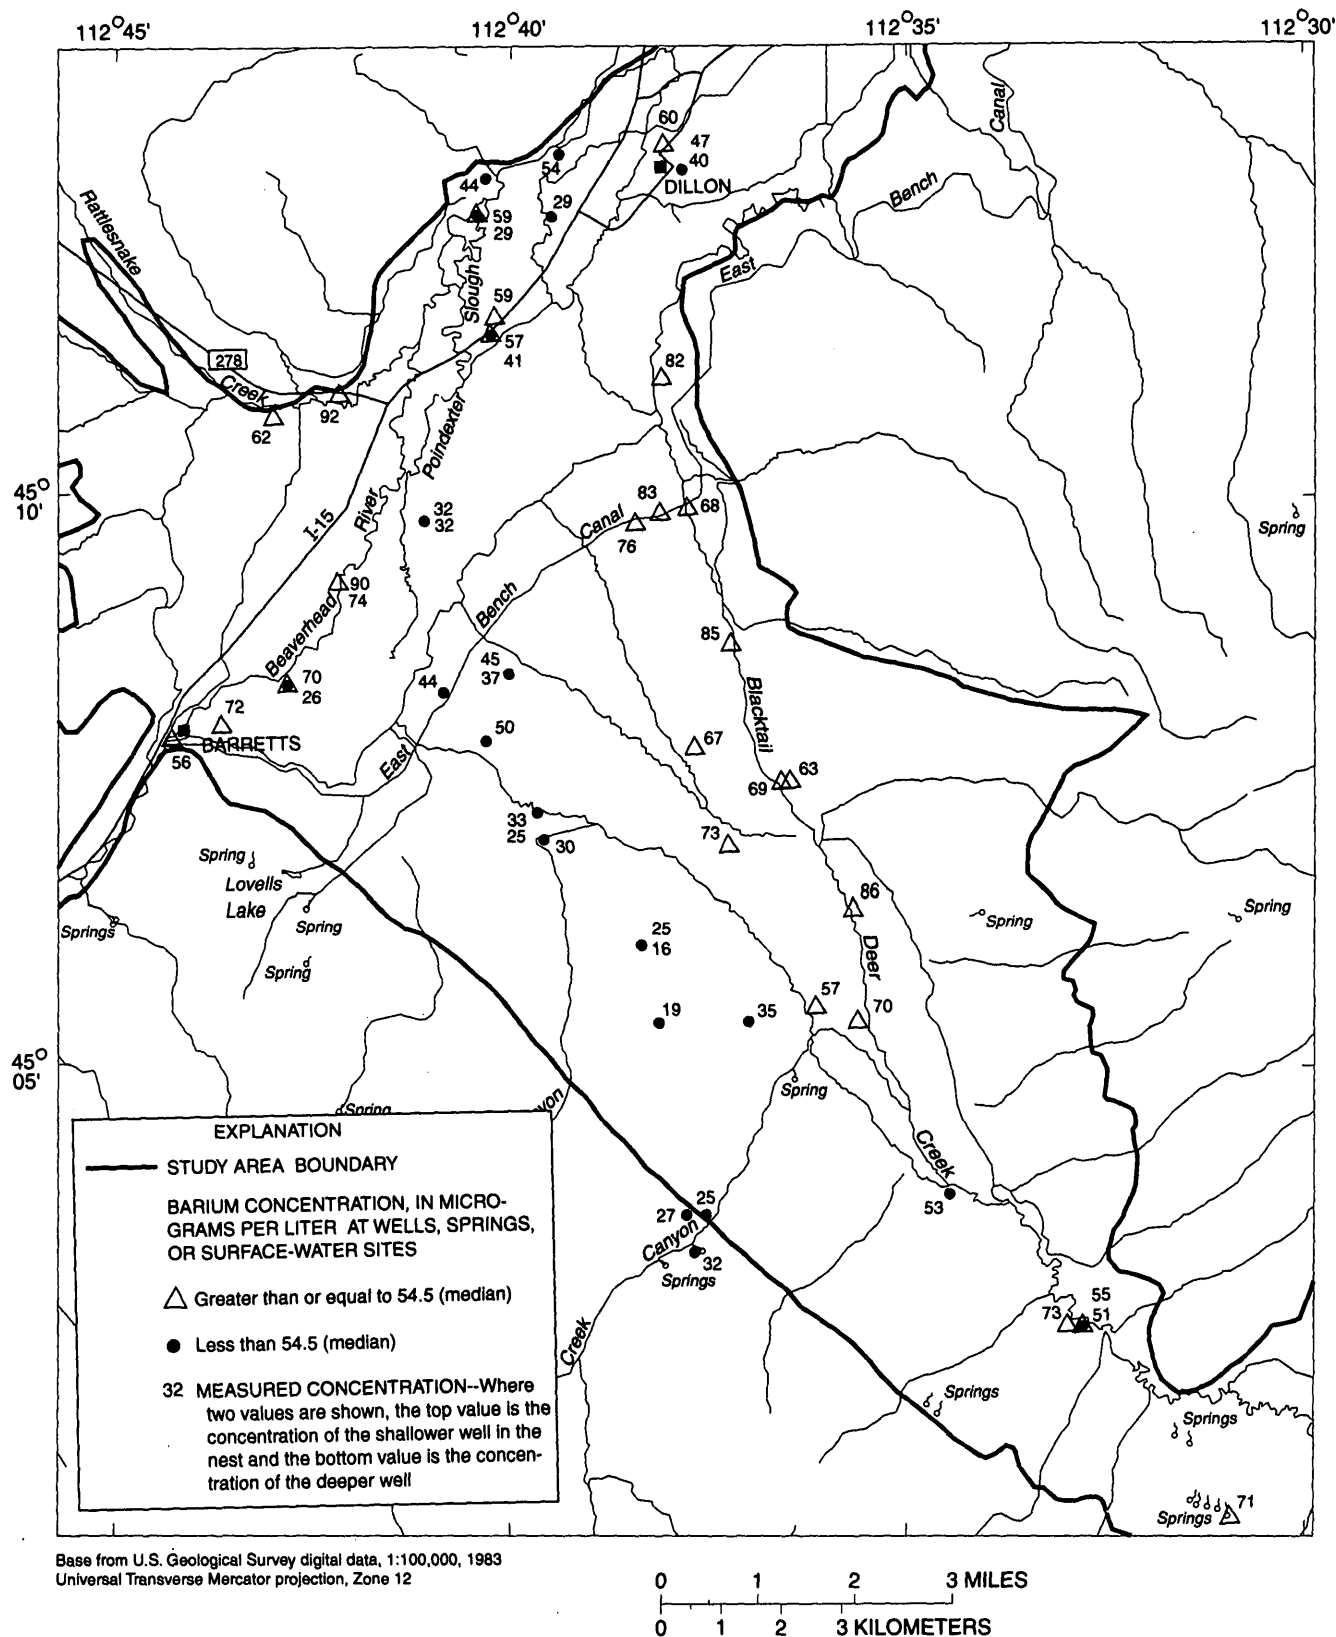 112°45'
112°40'
112°35'
112°30'
Canal
60
47
40
DILLON
54
44
29
59
29
Bench
East
Rattlesnake
Slough
59
57
41
82
278
Creek
92
62
Poindexter
45°
10'
83
68
Canal
76
32
32
River
I-15
Spring
90
74
Bench
Beaverhead
85
45
37
44
70
26
72
BARRETTS
56
50
East
Blacktail
67
63
69
33
25
30
73
Spring
Lovells
Lake
Spring
Springs
Spring
86
Spring
Spring
Deer
25
16
57
70
19
35
45°
05'
Spring
Spring
yon
Creek
53
25
27
Canyon
32
Springs
55
51
73
Creek
Springs
Springs
71
Springs
EXPLANATION
STUDY AREA BOUNDARY
BARIUM CONCENTRATION, IN MICRO-
GRAMS PER LITER AT WELLS, SPRINGS,
OR SURFACE-WATER SITES
Greater than or equal to 54.5 (median)
Less than 54.5 (median)
32 MEASURED CONCENTRATION--Where
two values are shown, the top value is the
concentration of the shallower well in the
nest and the bottom value is the concen-
tration of the deeper well
Base from U.S. Geological Survey digital data, 1:100,000, 1983
Universal Transverse Mercator projection, Zone 12
0 1 2 3 MILES
0 1 2 3 KILOMETERS